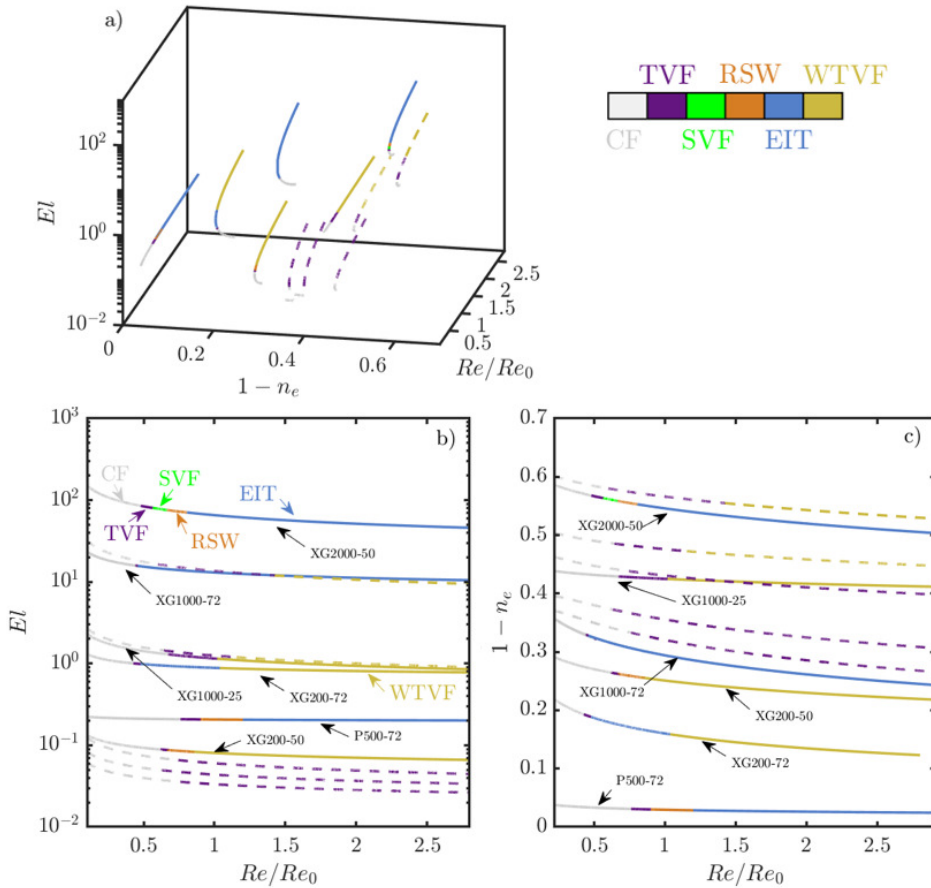 a)
TVF RSW WTVF
CF SVF EIT
10^2
10^0
10^{-2}
El
0 0.2 0.4 0.6
1 − n_e
0.5 1 1.5 2 2.5
Re/Re_0
b)
10^3
10^2
10^1
10^0
10^{-1}
10^{-2}
El
CF
SVF
EIT
TVF
RSW
XG2000-50
XG1000-72
XG1000-25
XG200-72
WTVF
XG200-50
P500-72
0.5 1 1.5 2 2.5
Re/Re_0
c)
0.7
0.6
0.5
0.4
0.3
0.2
0.1
0
1 − n_e
XG2000-50
XG1000-25
XG1000-72
XG200-50
XG200-72
P500-72
0.5 1 1.5 2 2.5
Re/Re_0